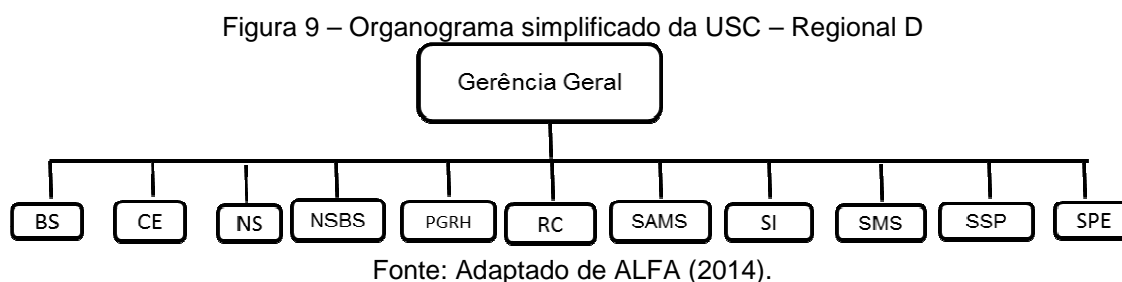 Figura 9 – Organograma simplificado da USC – Regional D
Gerência Geral
BS CE NS NSBS PGRH RC SAMS SI SMS SSP SPE
Fonte: Adaptado de ALFA (2014).